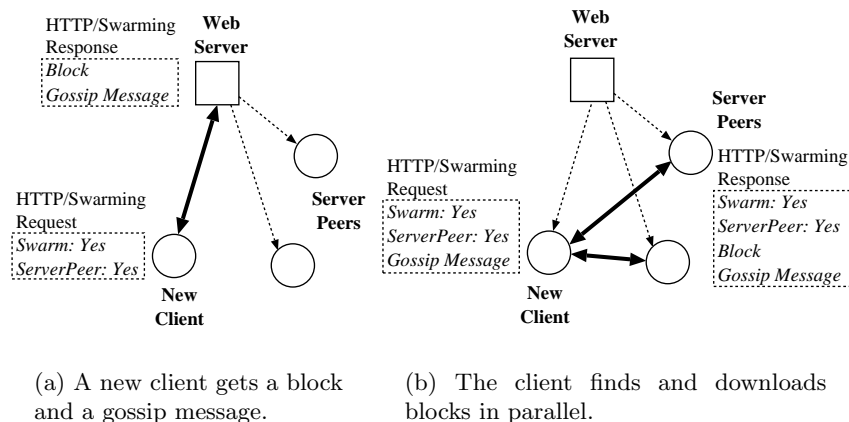 HTTP/Swarming
Response
Block
Gossip Message
Web
Server
Server
Peers
HTTP/Swarming
Request
Swarm: Yes
ServerPeer: Yes
New
Client
(a) A new client gets a block
and a gossip message.
Web
Server
Server
Peers
HTTP/Swarming
Request
Swarm: Yes
ServerPeer: Yes
Gossip Message
HTTP/Swarming
Response
Swarm: Yes
ServerPeer: Yes
Block
Gossip Message
New
Client
(b) The client finds and downloads
blocks in parallel.